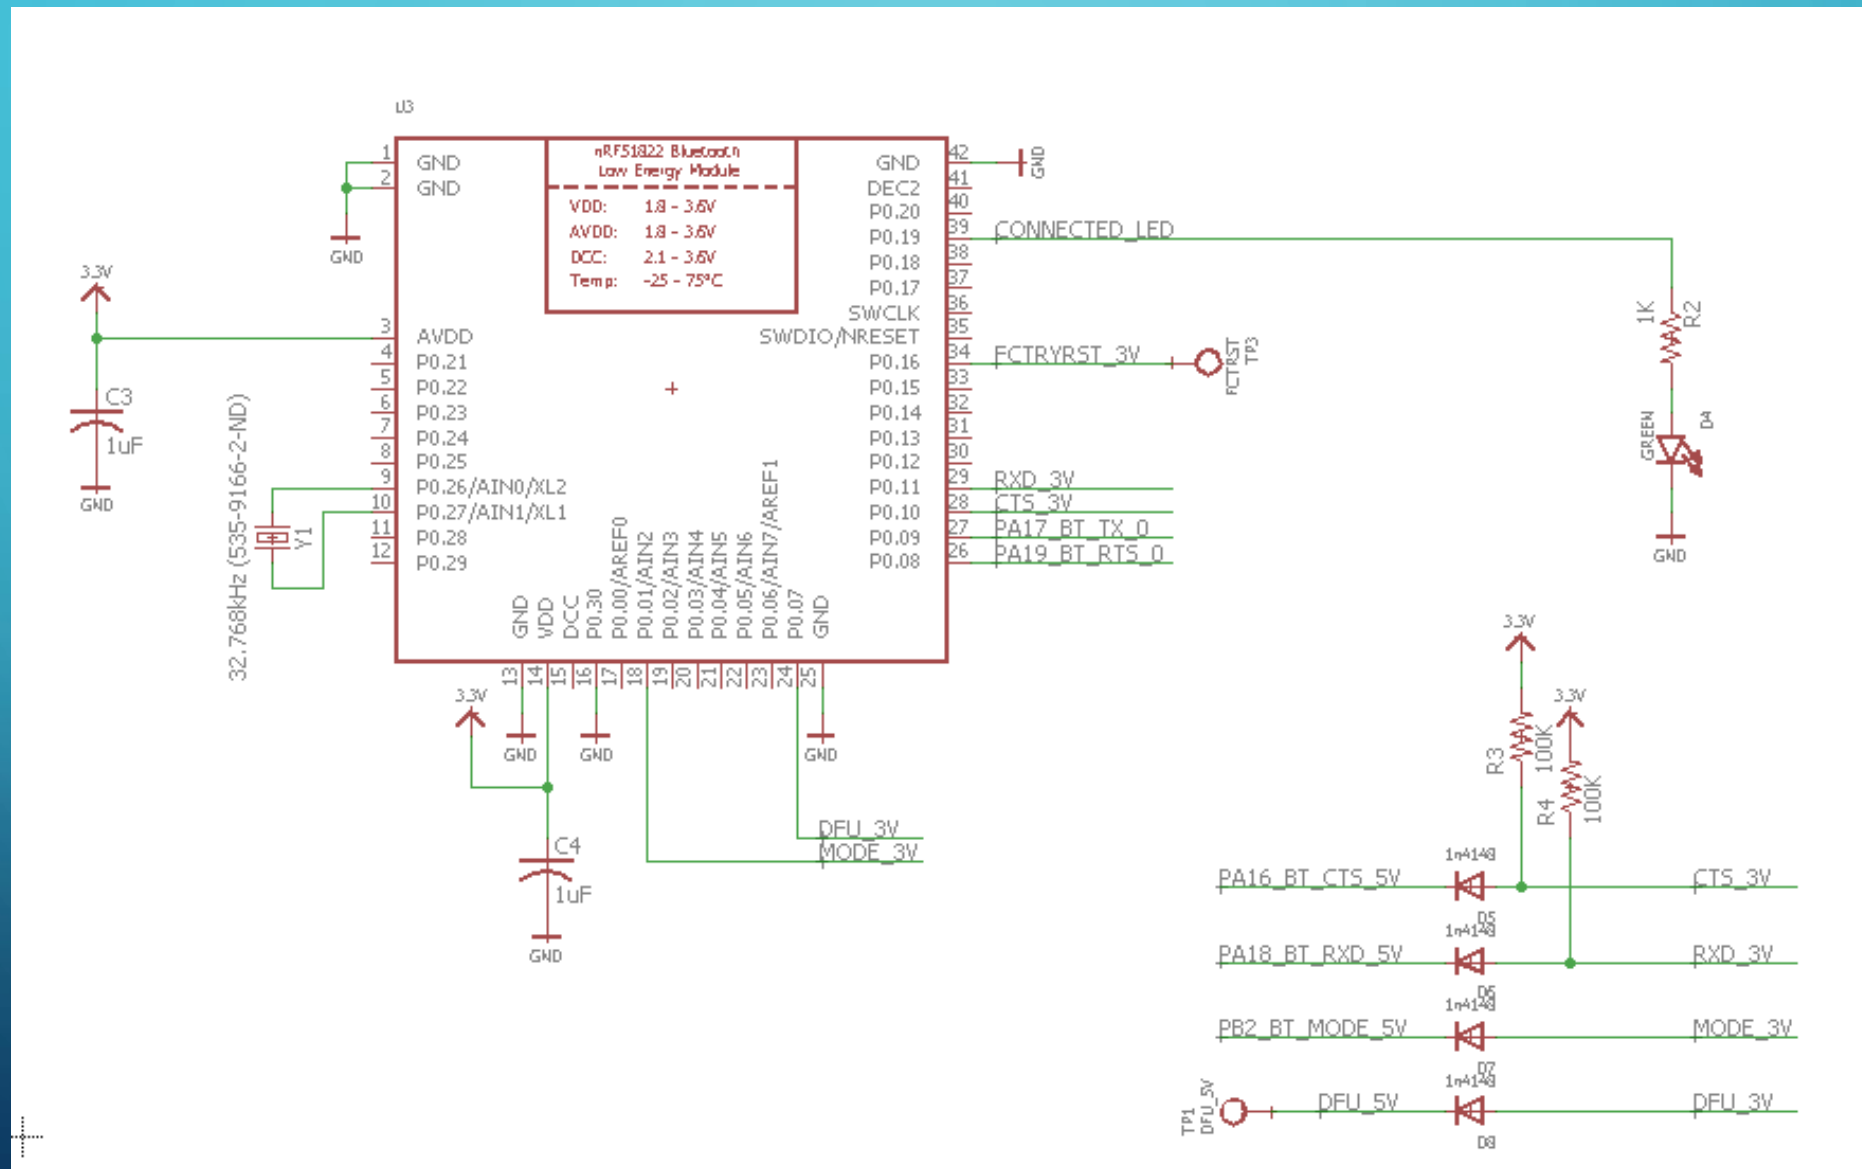 U3
nRF51822 Bluetooth
Low Energy Module
VDD: 1.8 - 3.6V
AVDD: 1.8 - 3.6V
DCC: 2.1 - 3.6V
Temp: -25 - 75°C
1 GND
2 GND
GND
3.3V
3 AVDD
4 P0.21
5 P0.22
6 P0.23
7 P0.24
8 P0.25
9 P0.26/AIN0/XL2
10 P0.27/AIN1/XL1
11 P0.28
12 P0.29
C3
1uF
GND
32.768kHz (535-9166-2-ND)
Y1
GND 13
VDD 14
DCC 15
P0.30 16
P0.00/AREF0 17
P0.01/AIN2 18
P0.02/AIN3 19
P0.03/AIN4 20
P0.04/AIN5 21
P0.05/AIN6 22
P0.06/AIN7/AREF1 23
P0.07 24
GND 25
GND 42
DEC2 41
P0.20 40
P0.19 39
P0.18 38
P0.17 37
SWCLK 36
SWDIO/NRESET 35
P0.16 34
P0.15 33
P0.14 32
P0.13 31
P0.12 30
P0.11 29
P0.10 28
P0.09 27
P0.08 26
GND
CONNECTED_LED
FCTRYRST_3V
FCTRST
TP3
RXD_3V
CTS_3V
PA17_BT_TX_0
PA19_BT_RTS_0
1K
R2
GREEN
D4
GND
3.3V
GND
GND
GND
DFU_3V
MODE_3V
C4
1uF
GND
3.3V
3.3V
R3
100K
R4
100K
1n4148
PA16_BT_CTS_5V
CTS_3V
D5
1n4148
PA18_BT_RXD_5V
RXD_3V
D6
1n4148
PB2_BT_MODE_5V
MODE_3V
D7
1n4148
TP1
DFU_5V
DFU_5V
DFU_3V
D8